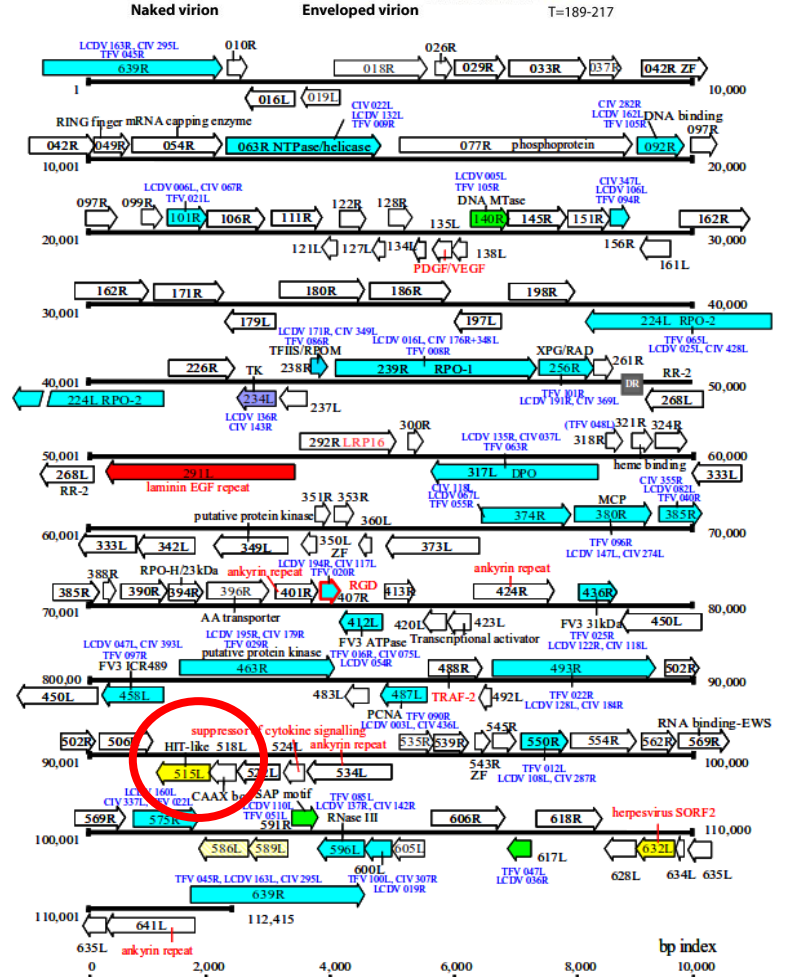 Naked virion Enveloped virion T=189-217
LCDV 163R, CIV 295L
TFV 045R
010R 026R
639R 018R 029R 033R 037R 042R ZF
1 10,000
016L 019L
RING finger mRNA capping enzyme
CIV 022L
LCDV 132L
TFV 009R
CIV 282R
LCDV 162L
TFV 105R
DNA binding
097R
042R 049R 054R 063R NTPase/helicase 077R phosphoprotein 092R
10,001 20,000
LCDV 006L, CIV 067R
TFV 021L
LCDV 005L
TFV 105R
DNA MTase
CIV 347L
LCDV 106L
TFV 094R
097R 099R 122R 128R
101R 106R 111R 135L 140R 145R 151R 162R
20,001 30,000
121L 127L 134L 138L 156R 161L
PDGF/VEGF
162R 171R 180R 186R 198R
30,001 40,000
179L 197L 224L RPO-2
LCDV 171R, CIV 349L
TFV 086R
LCDV 016L, CIV 176R+348L
TFV 008R
TFV 065L
LCDV 025L, CIV 428L
TFIIS/RPOM XPG/RAD 261R
226R TK 238R 239R RPO-1 256R DR RR-2
40,001 50,000
224L RPO-2 234L 237L 268L
LCDV 136R
CIV 143R
TFV 101R
LCDV 191R, CIV 369L
292R LRP16 300R
LCDV 135R, CIV 037L
TFV 063R
(TFV 048L) 321R 324R
318R
50,001 60,000
268L 291L 317L DPO heme binding 333L
RR-2 laminin EGF repeat
CIV 118L
LCDV 067L
TFV 055R
CIV 355R
LCDV 082L
TFV 040R
putative protein kinase 351R 353R MCP
360L 374R 380R 385R
60,001 70,000
333L 342L 349L 350L ZF 373L
TFV 096R
LCDV 147L, CIV 274L
LCDV 194R, CIV 117L
TFV 020R
388R RPO-H/23kDa ankyrin repeat RGD ankyrin repeat
385R 390R 394R 396R 401R 407R 413R 424R 436R
70,001 80,000
AA transporter 412L 420L 423L FV3 31kDa 450L
FV3 ATPase Transcriptional activator
LCDV 047L, CIV 393L
TFV 097R
LCDV 195R, CIV 179R
TFV 029R
TFV 016R, CIV 075L
LCDV 054R
TFV 025R
LCDV 122R, CIV 118L
FV3 ICR489 putative protein kinase
463R 488R 493R 502R
800,00 90,000
450L 458L 483L 487L TRAF-2 492L
PCNA TFV 090R
LCDV 003L, CIV 436L
TFV 022R
LCDV 128L, CIV 184R
suppressor of cytokine signalling
HIT-like 518L 524L ankyrin repeat
545R RNA binding-EWS
502R 506R 535R 539R 550R 554R 562R 569R
90,001 100,000
515L 522L 534L 543R
ZF
TFV 012L
LCDV 108L, CIV 287R
LCDV 160L
CIV 337L, TFV 022L
CAAX box
LCDV 110L
TFV 051L
SAP motif
TFV 085L
LCDV 137R, CIV 142R
591R RNase III herpesvirus SORF2
569R 575R 606R 618R
100,001 110,000
586L 589L 596L 600L 605L 617L 628L 632L 634L 635L
TFV 045R, LCDV 163L, CIV 295L
TFV 100L, CIV 307R
LCDV 019R
TFV 047L
LCDV 036R
639R
110,001 112,415
635L 641L
ankyrin repeat
bp index
0 2,000 4,000 6,000 8,000 10,000